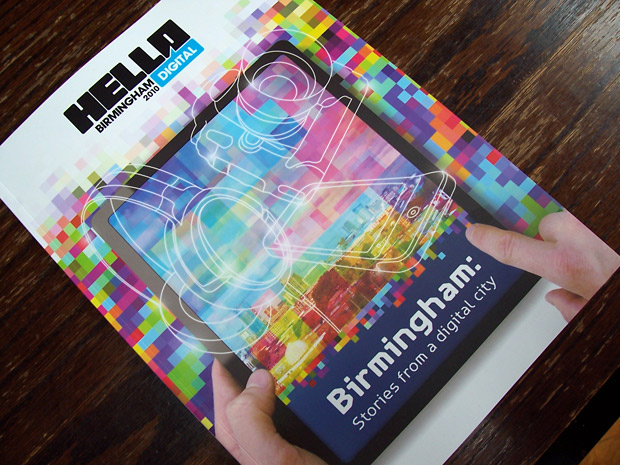 HELLO
DIGITAL
BIRMINGHAM
2010
Birmingham:
Stories from a digital city